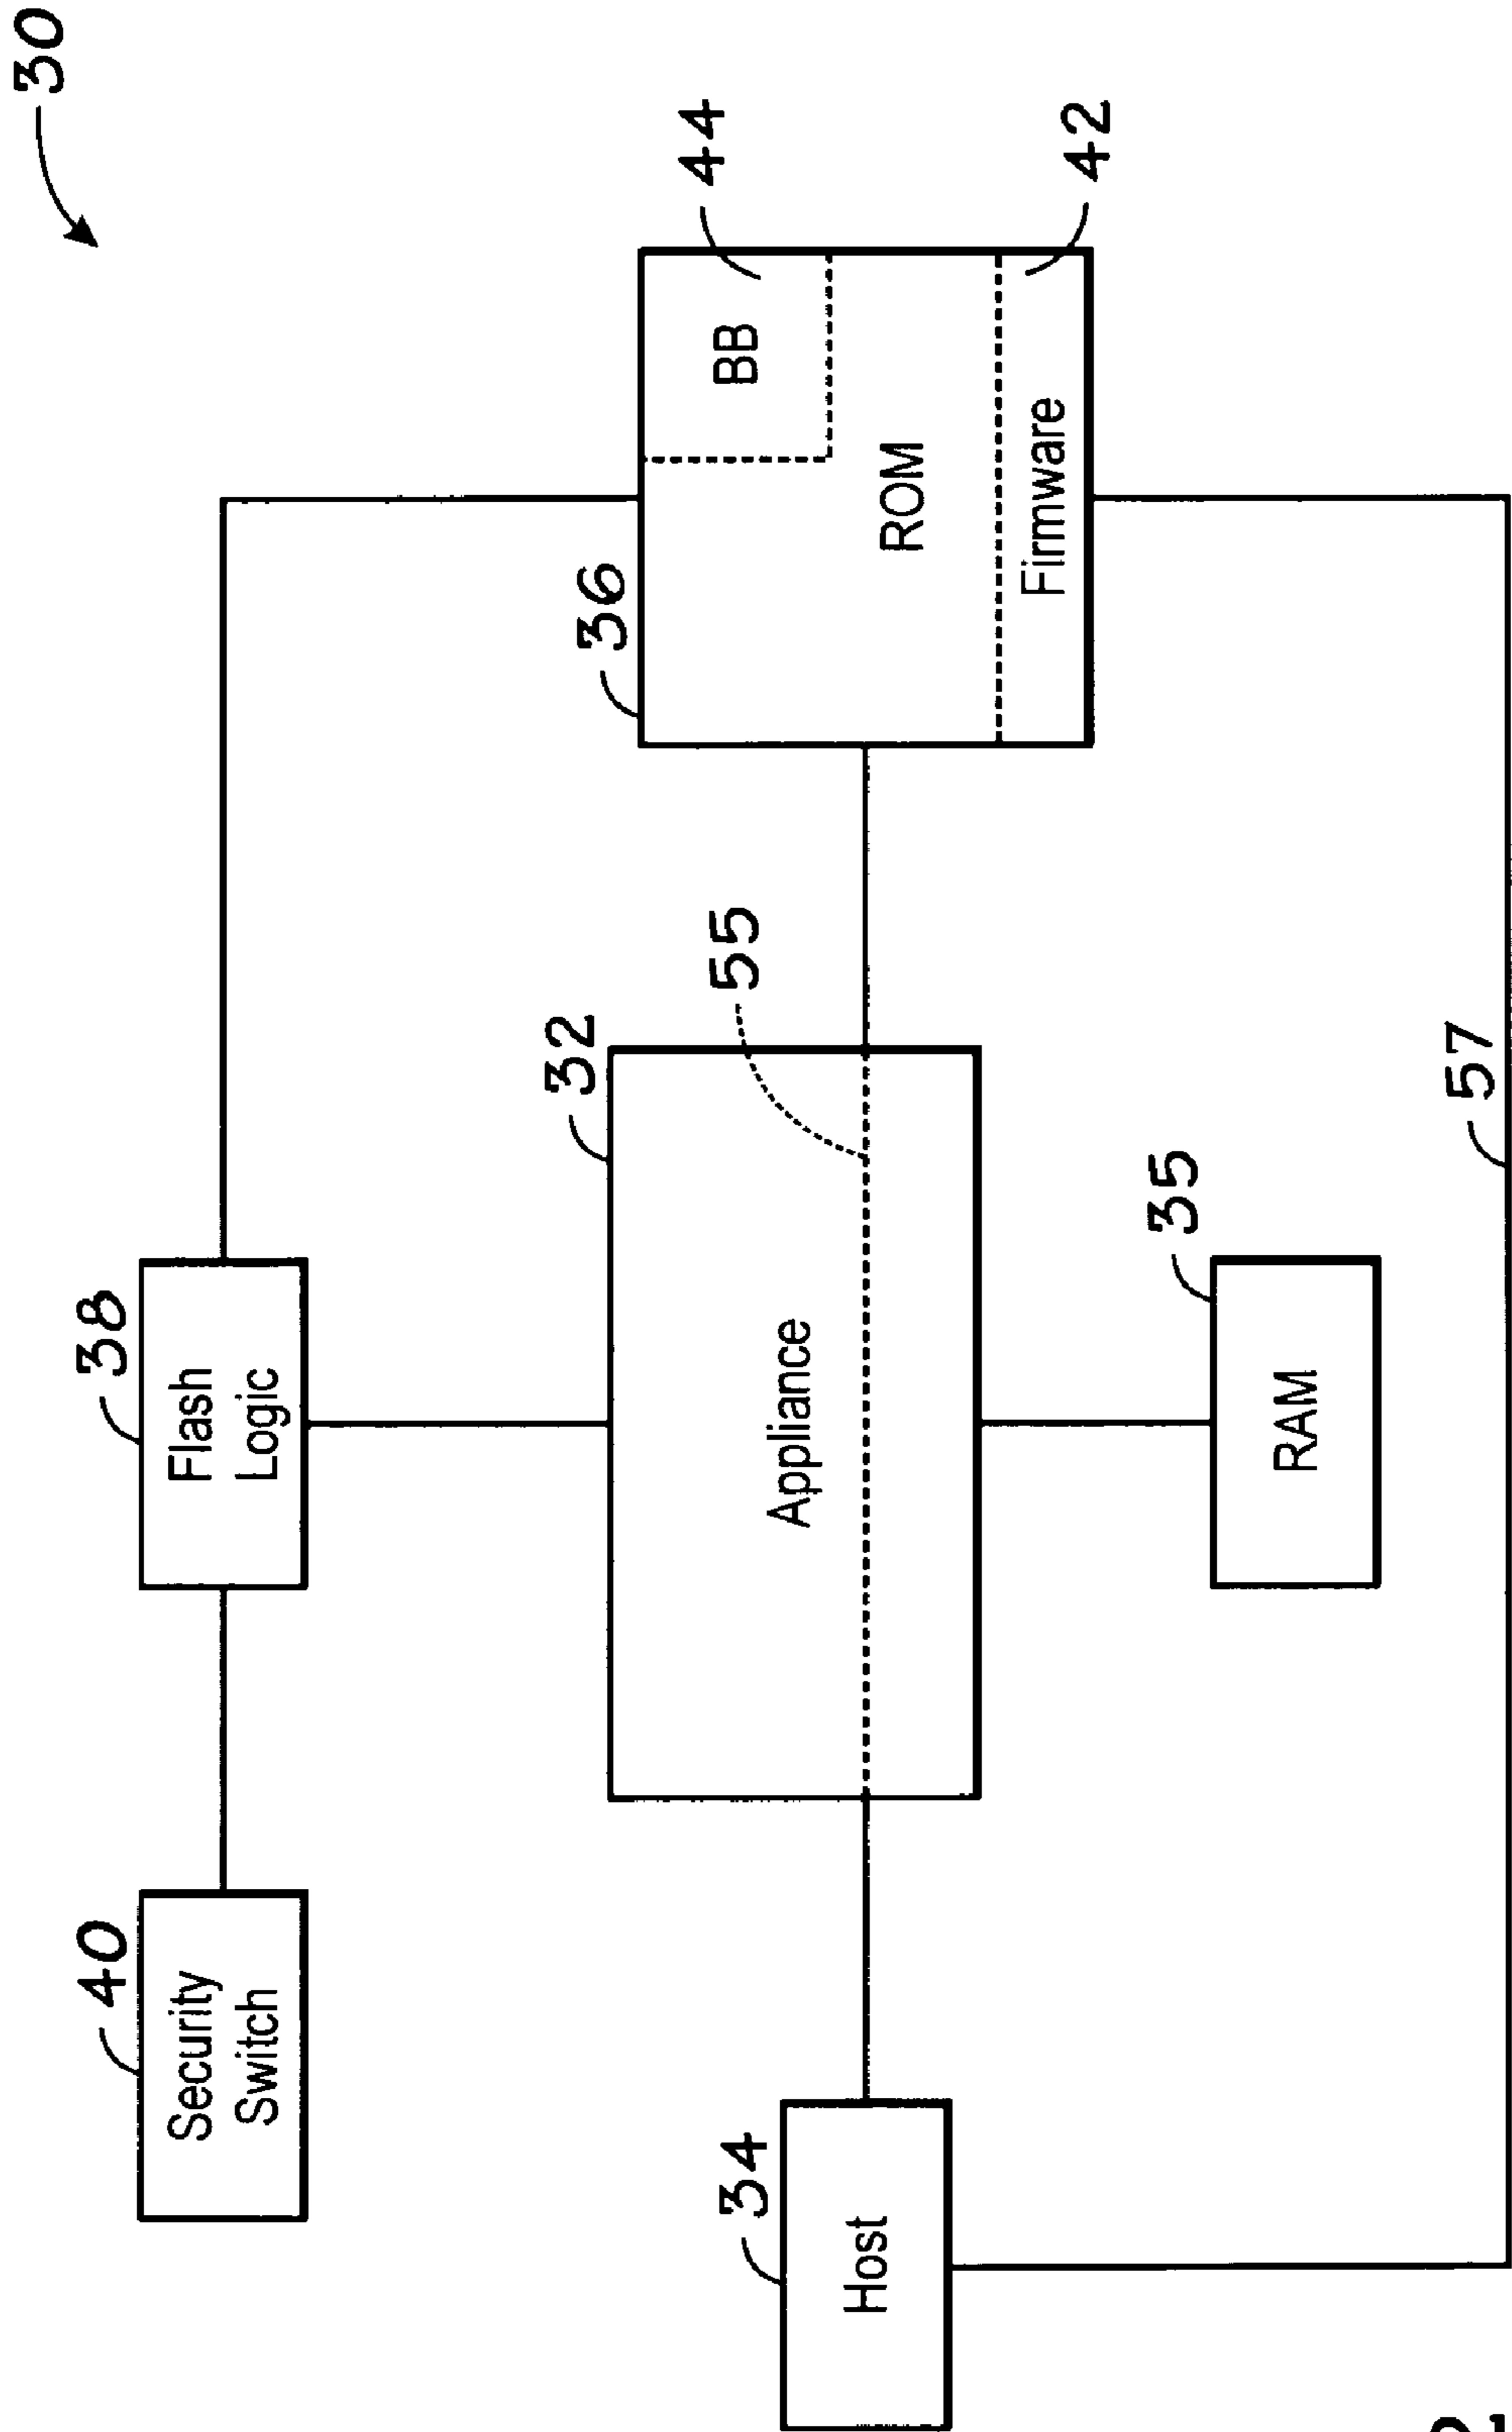 30
40
Security
Switch
38
Flash
Logic
36
44
BB
ROM
Firmware
42
32
55
Appliance
34
Host
35
RAM
57